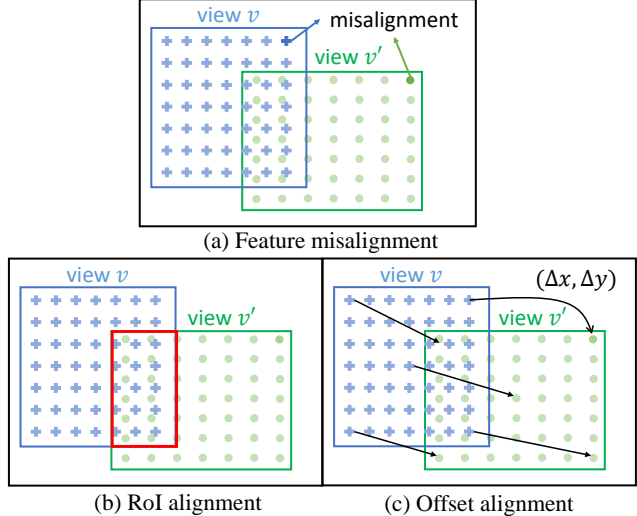 view v
misalignment
view v′
(a) Feature misalignment
view v
view v′
(b) RoI alignment
view v
(Δx, Δy)
view v′
(c) Offset alignment